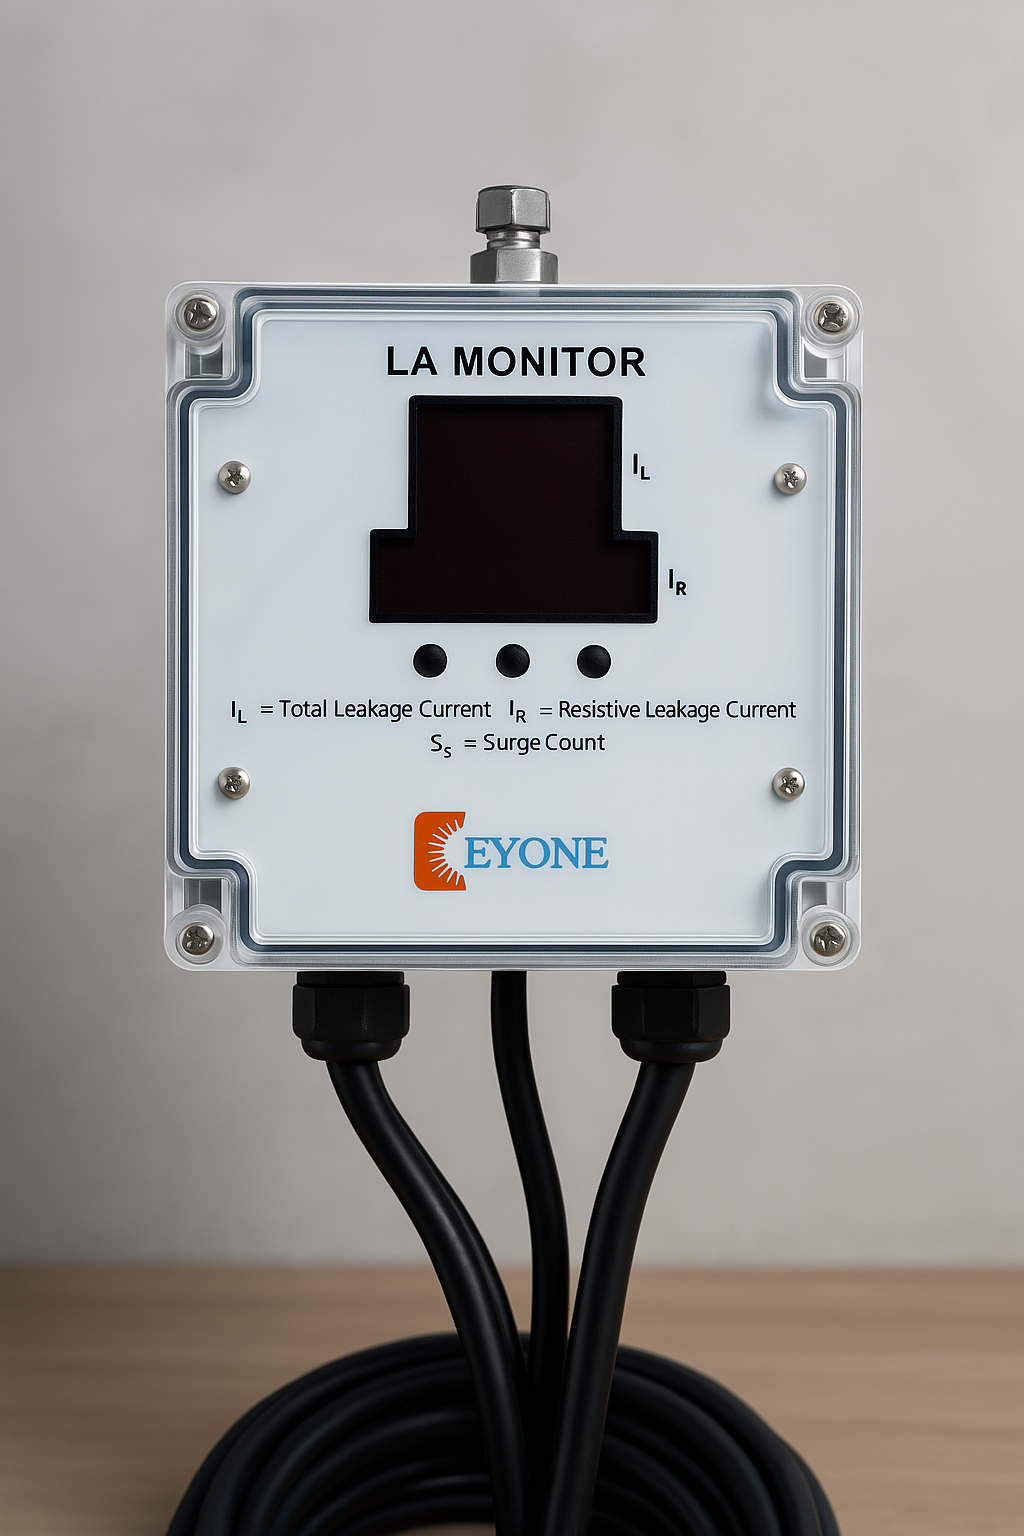 LA MONITOR
IL
IR
IL = Total Leakage Current IR = Resistive Leakage Current
SS = Surge Count
EYONE